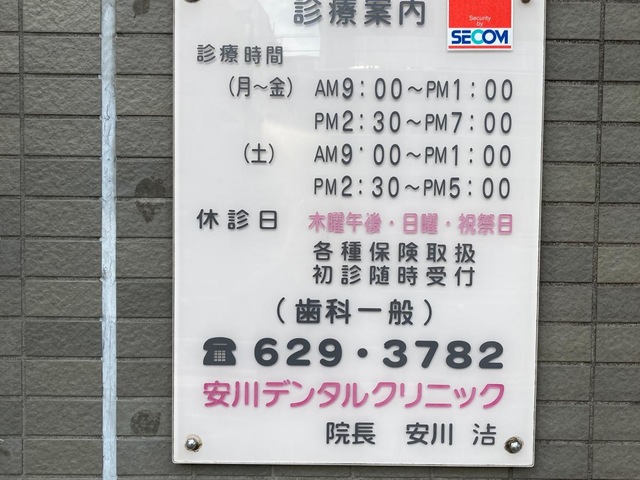 診療案内
Security by
SECOM
診療時間
(月〜金) AM9:00〜PM1:00
PM2:30〜PM7:00
(土) AM9:00〜PM1:00
PM2:30〜PM5:00
休診日 木曜午後・日曜・祝祭日
各種保険取扱
初診随時受付
(歯科一般)
☎629・3782
安川デンタルクリニック
院長 安川 洁